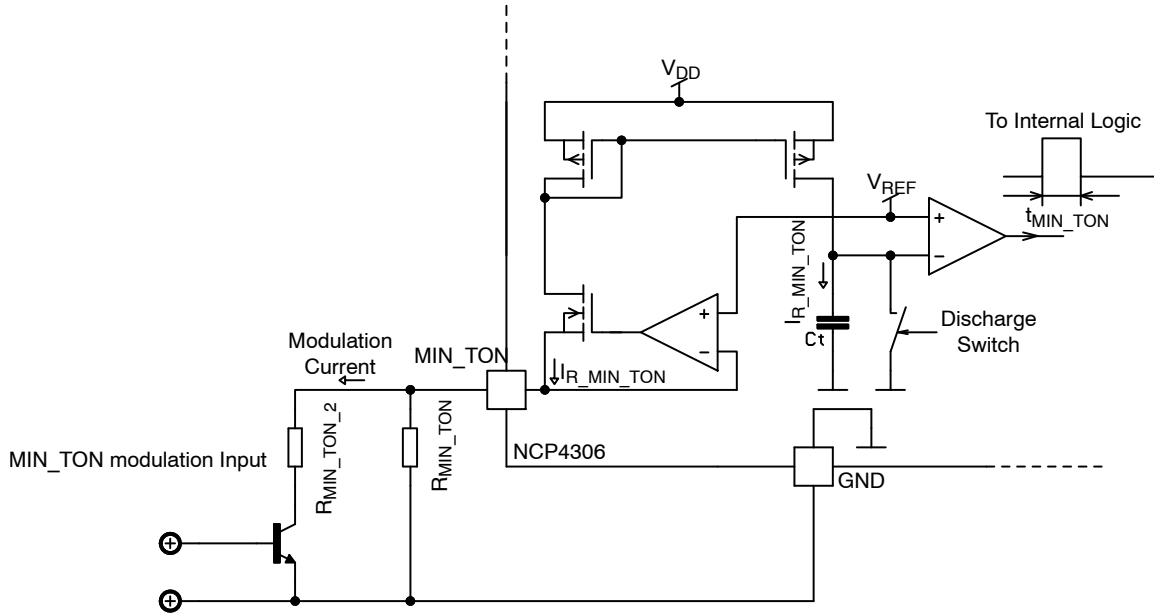 VDD
To Internal Logic
VREF
tMIN_TON
IR_MIN_TON
Ct
Discharge
Switch
Modulation
Current
MIN_TON
IR_MIN_TON
RMIN_TON_2
RMIN_TON
NCP4306
MIN_TON modulation Input
GND